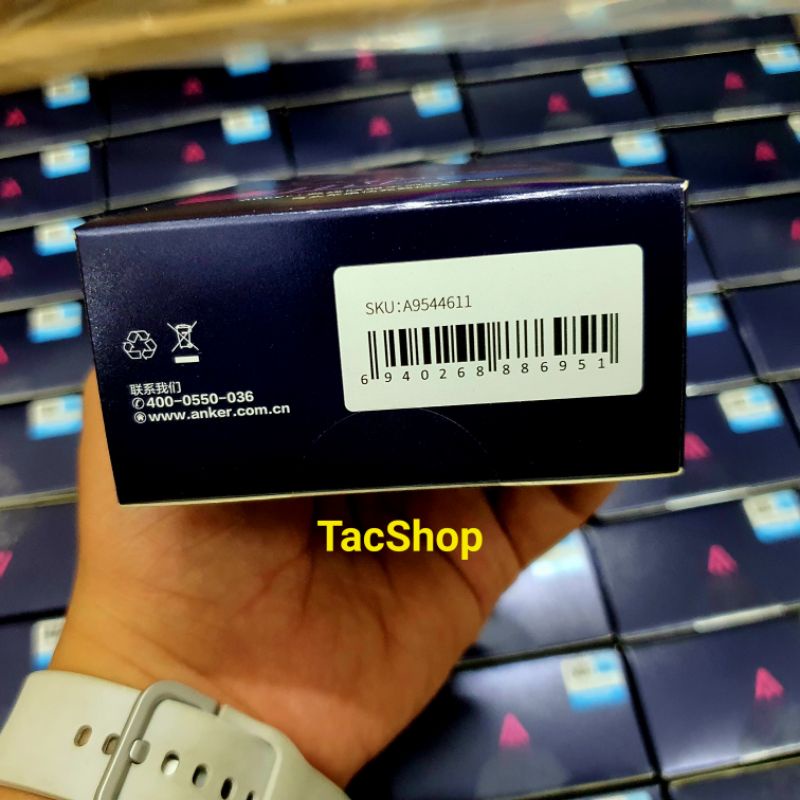 SKU:A9544611
6 940268 886951
联系我们
400-0550-036
www.anker.com.cn
TacShop